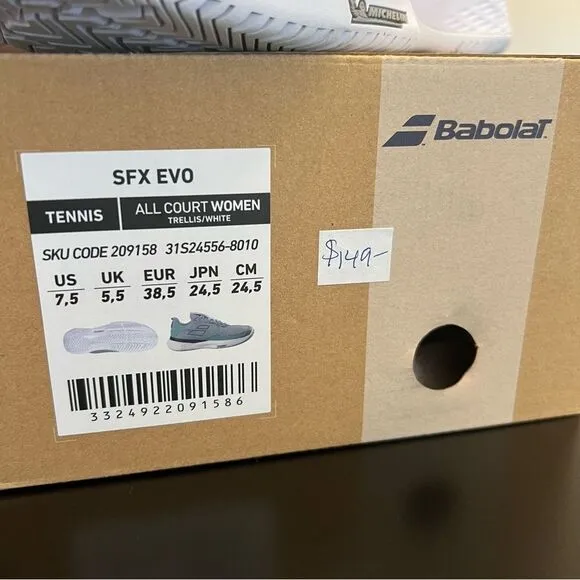 MICHELIN
Babolat
SFX EVO
TENNIS
ALL COURT WOMEN
TRELLIS/WHITE
SKU CODE 209158 31S24556-8010
US UK EUR JPN CM
7,5 5,5 38,5 24,5 24,5
$149-
3324922091586